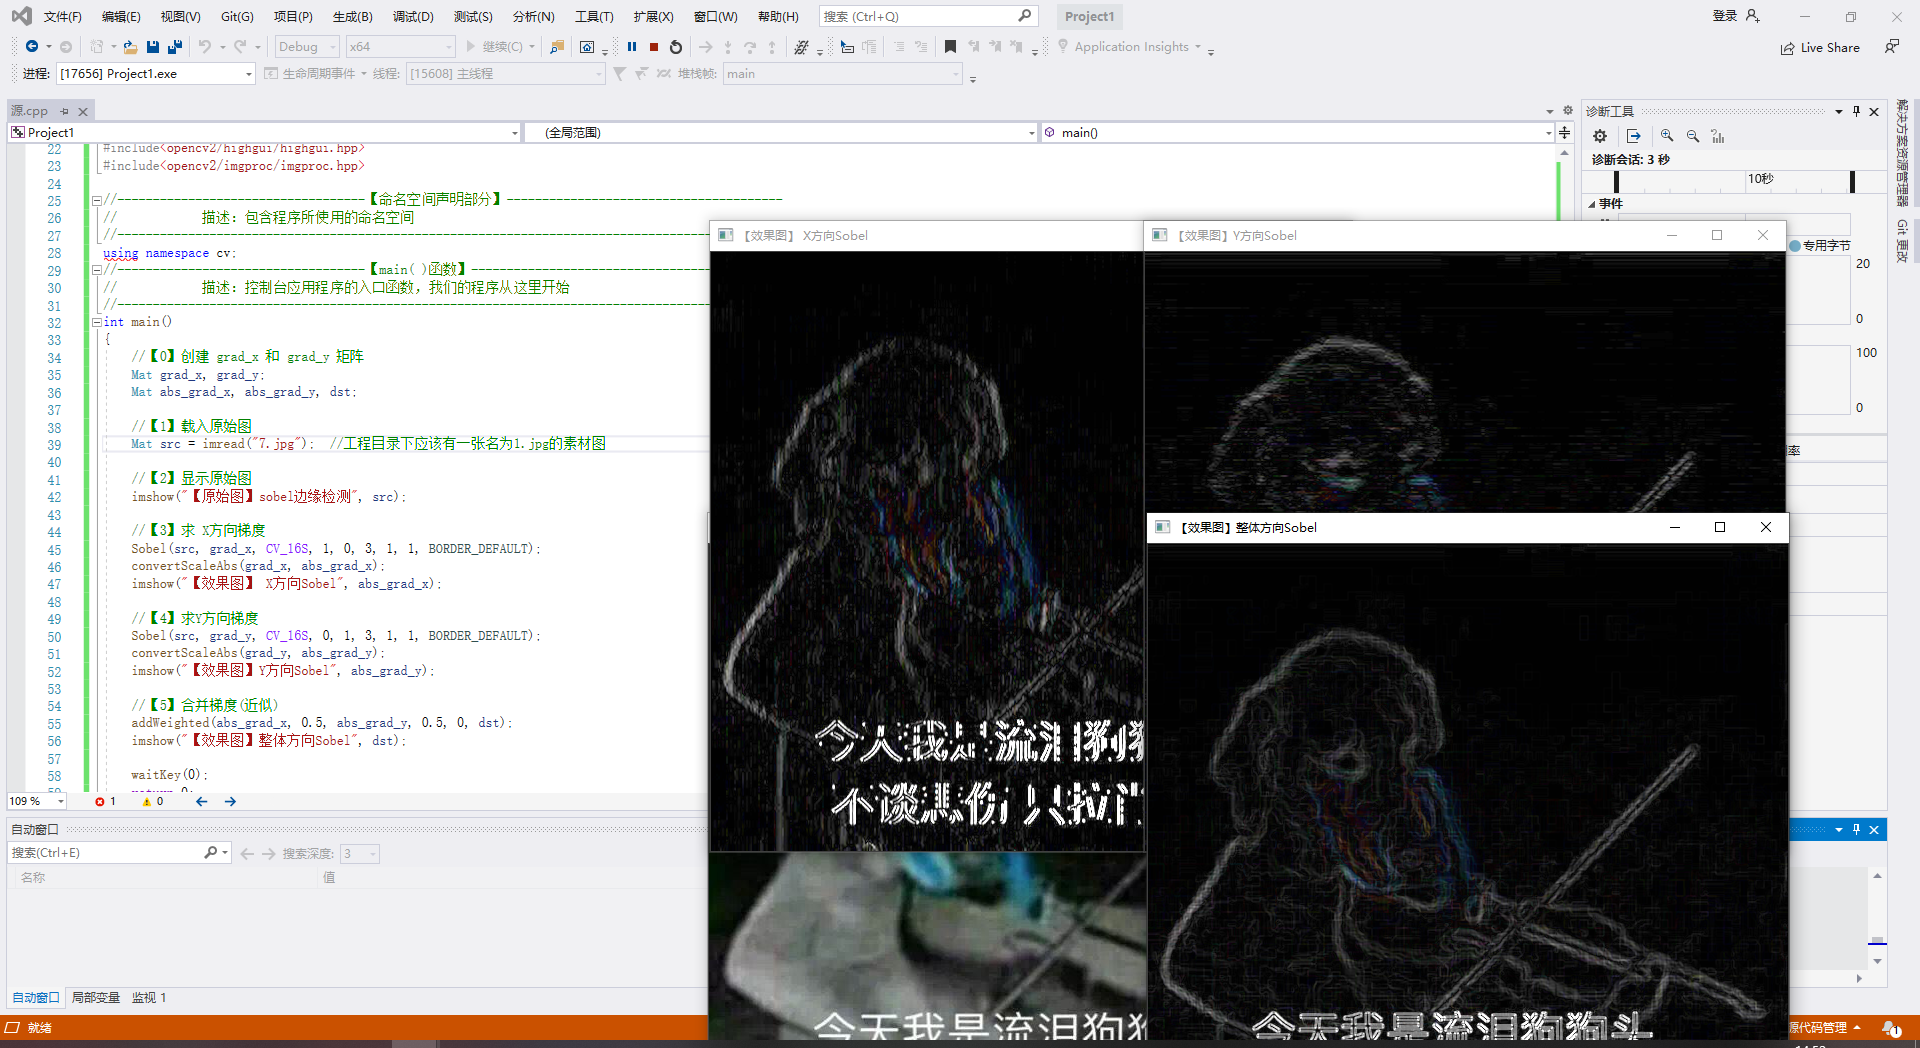 文件(F) 编辑(E) 视图(V) Git(G) 项目(P) 生成(B) 调试(D) 测试(S) 分析(N) 工具(T) 扩展(X) 窗口(W) 帮助(H) 搜索 (Ctrl+Q) Project1 登录
Debug x64 继续(C) Application Insights Live Share
进程: [17656] Project1.exe 生命周期事件 线程: [15608] 主线程 堆栈帧: main
源.cpp
Project1 (全局范围) main()
22 #include<opencv2/highgui/highgui.hpp>
23 #include<opencv2/imgproc/imgproc.hpp>
24
25 //-----------------------------------【命名空间声明部分】---------------------------------------
26 // 描述：包含程序所使用的命名空间
27 //-----------------------------------------------------------------------------------------------
28 using namespace cv;
29 //-----------------------------------【main( )函数】--------------------------------------------
30 // 描述：控制台应用程序的入口函数，我们的程序从这里开始
31 //-----------------------------------------------------------------------------------------------
32 int main()
33 {
34 //【0】创建 grad_x 和 grad_y 矩阵
35 Mat grad_x, grad_y;
36 Mat abs_grad_x, abs_grad_y, dst;
37
38 //【1】载入原始图
39 Mat src = imread("7.jpg"); //工程目录下应该有一张名为1.jpg的素材图
40
41 //【2】显示原始图
42 imshow("【原始图】sobel边缘检测", src);
43
44 //【3】求 X方向梯度
45 Sobel(src, grad_x, CV_16S, 1, 0, 3, 1, 1, BORDER_DEFAULT);
46 convertScaleAbs(grad_x, abs_grad_x);
47 imshow("【效果图】 X方向Sobel", abs_grad_x);
48
49 //【4】求Y方向梯度
50 Sobel(src, grad_y, CV_16S, 0, 1, 3, 1, 1, BORDER_DEFAULT);
51 convertScaleAbs(grad_y, abs_grad_y);
52 imshow("【效果图】Y方向Sobel", abs_grad_y);
53
54 //【5】合并梯度(近似)
55 addWeighted(abs_grad_x, 0.5, abs_grad_y, 0.5, 0, dst);
56 imshow("【效果图】整体方向Sobel", dst);
57
58 waitKey(0);
109 % 1 0
自动窗口
搜索(Ctrl+E) 搜索深度: 3
名称 值
自动窗口 局部变量 监视 1
就绪
【效果图】 X方向Sobel
今天我是流泪狗
不谈悲伤 只拉
今天我是流泪狗
【效果图】Y方向Sobel
【效果图】整体方向Sobel
今天我是流泪狗狗头
诊断工具
诊断会话: 3 秒
10秒
事件
专用字节
20
0
100
0
率
解决方案资源管理器
Git 更改
源代码管理 1